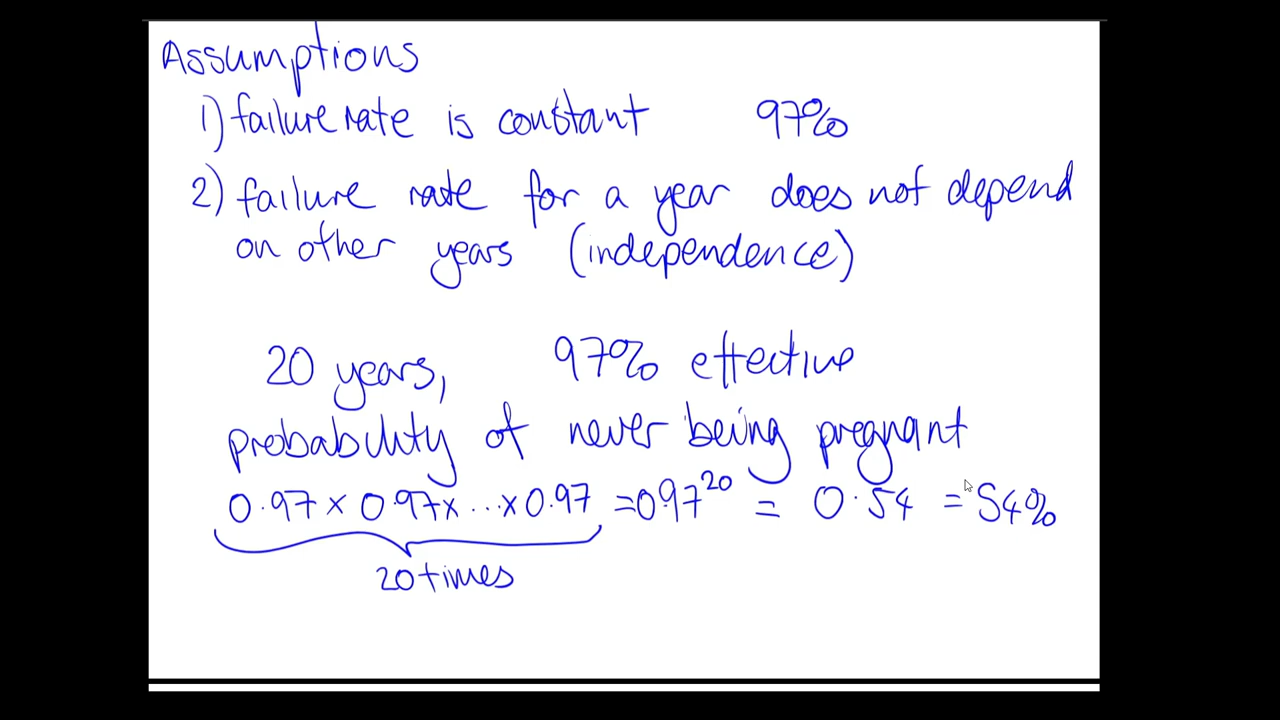 Assumptions
1) failure rate is constant 97%
2) failure rate for a year does not depend
on other years (independence)
20 years, 97% effective
probability of never being pregnant
0.97 x 0.97 x ... x 0.97 = 0.97^20 = 0.54 = 54%
20 times